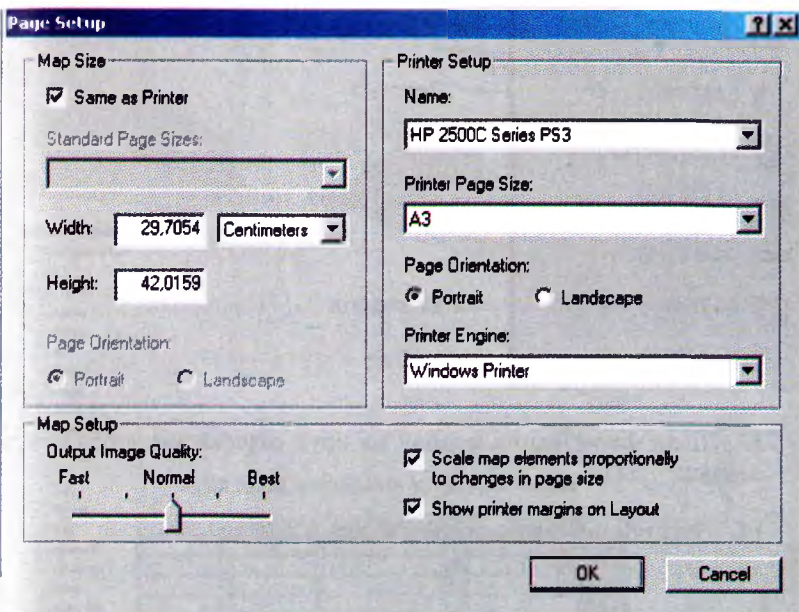 Page Setup
Map Size
Same as Printer
Standard Page Sizes:
Width: 29,7054 Centimeters
Height: 42,0159
Page Orientation:
Portrait Landscape
Printer Setup
Name:
HP 2500C Series PS3
Printer Page Size:
A3
Page Orientation:
Portrait Landscape
Printer Engine:
Windows Printer
Map Setup
Output Image Quality:
Fast Normal Best
Scale map elements proportionally
to changes in page size
Show printer margins on Layout
OK Cancel